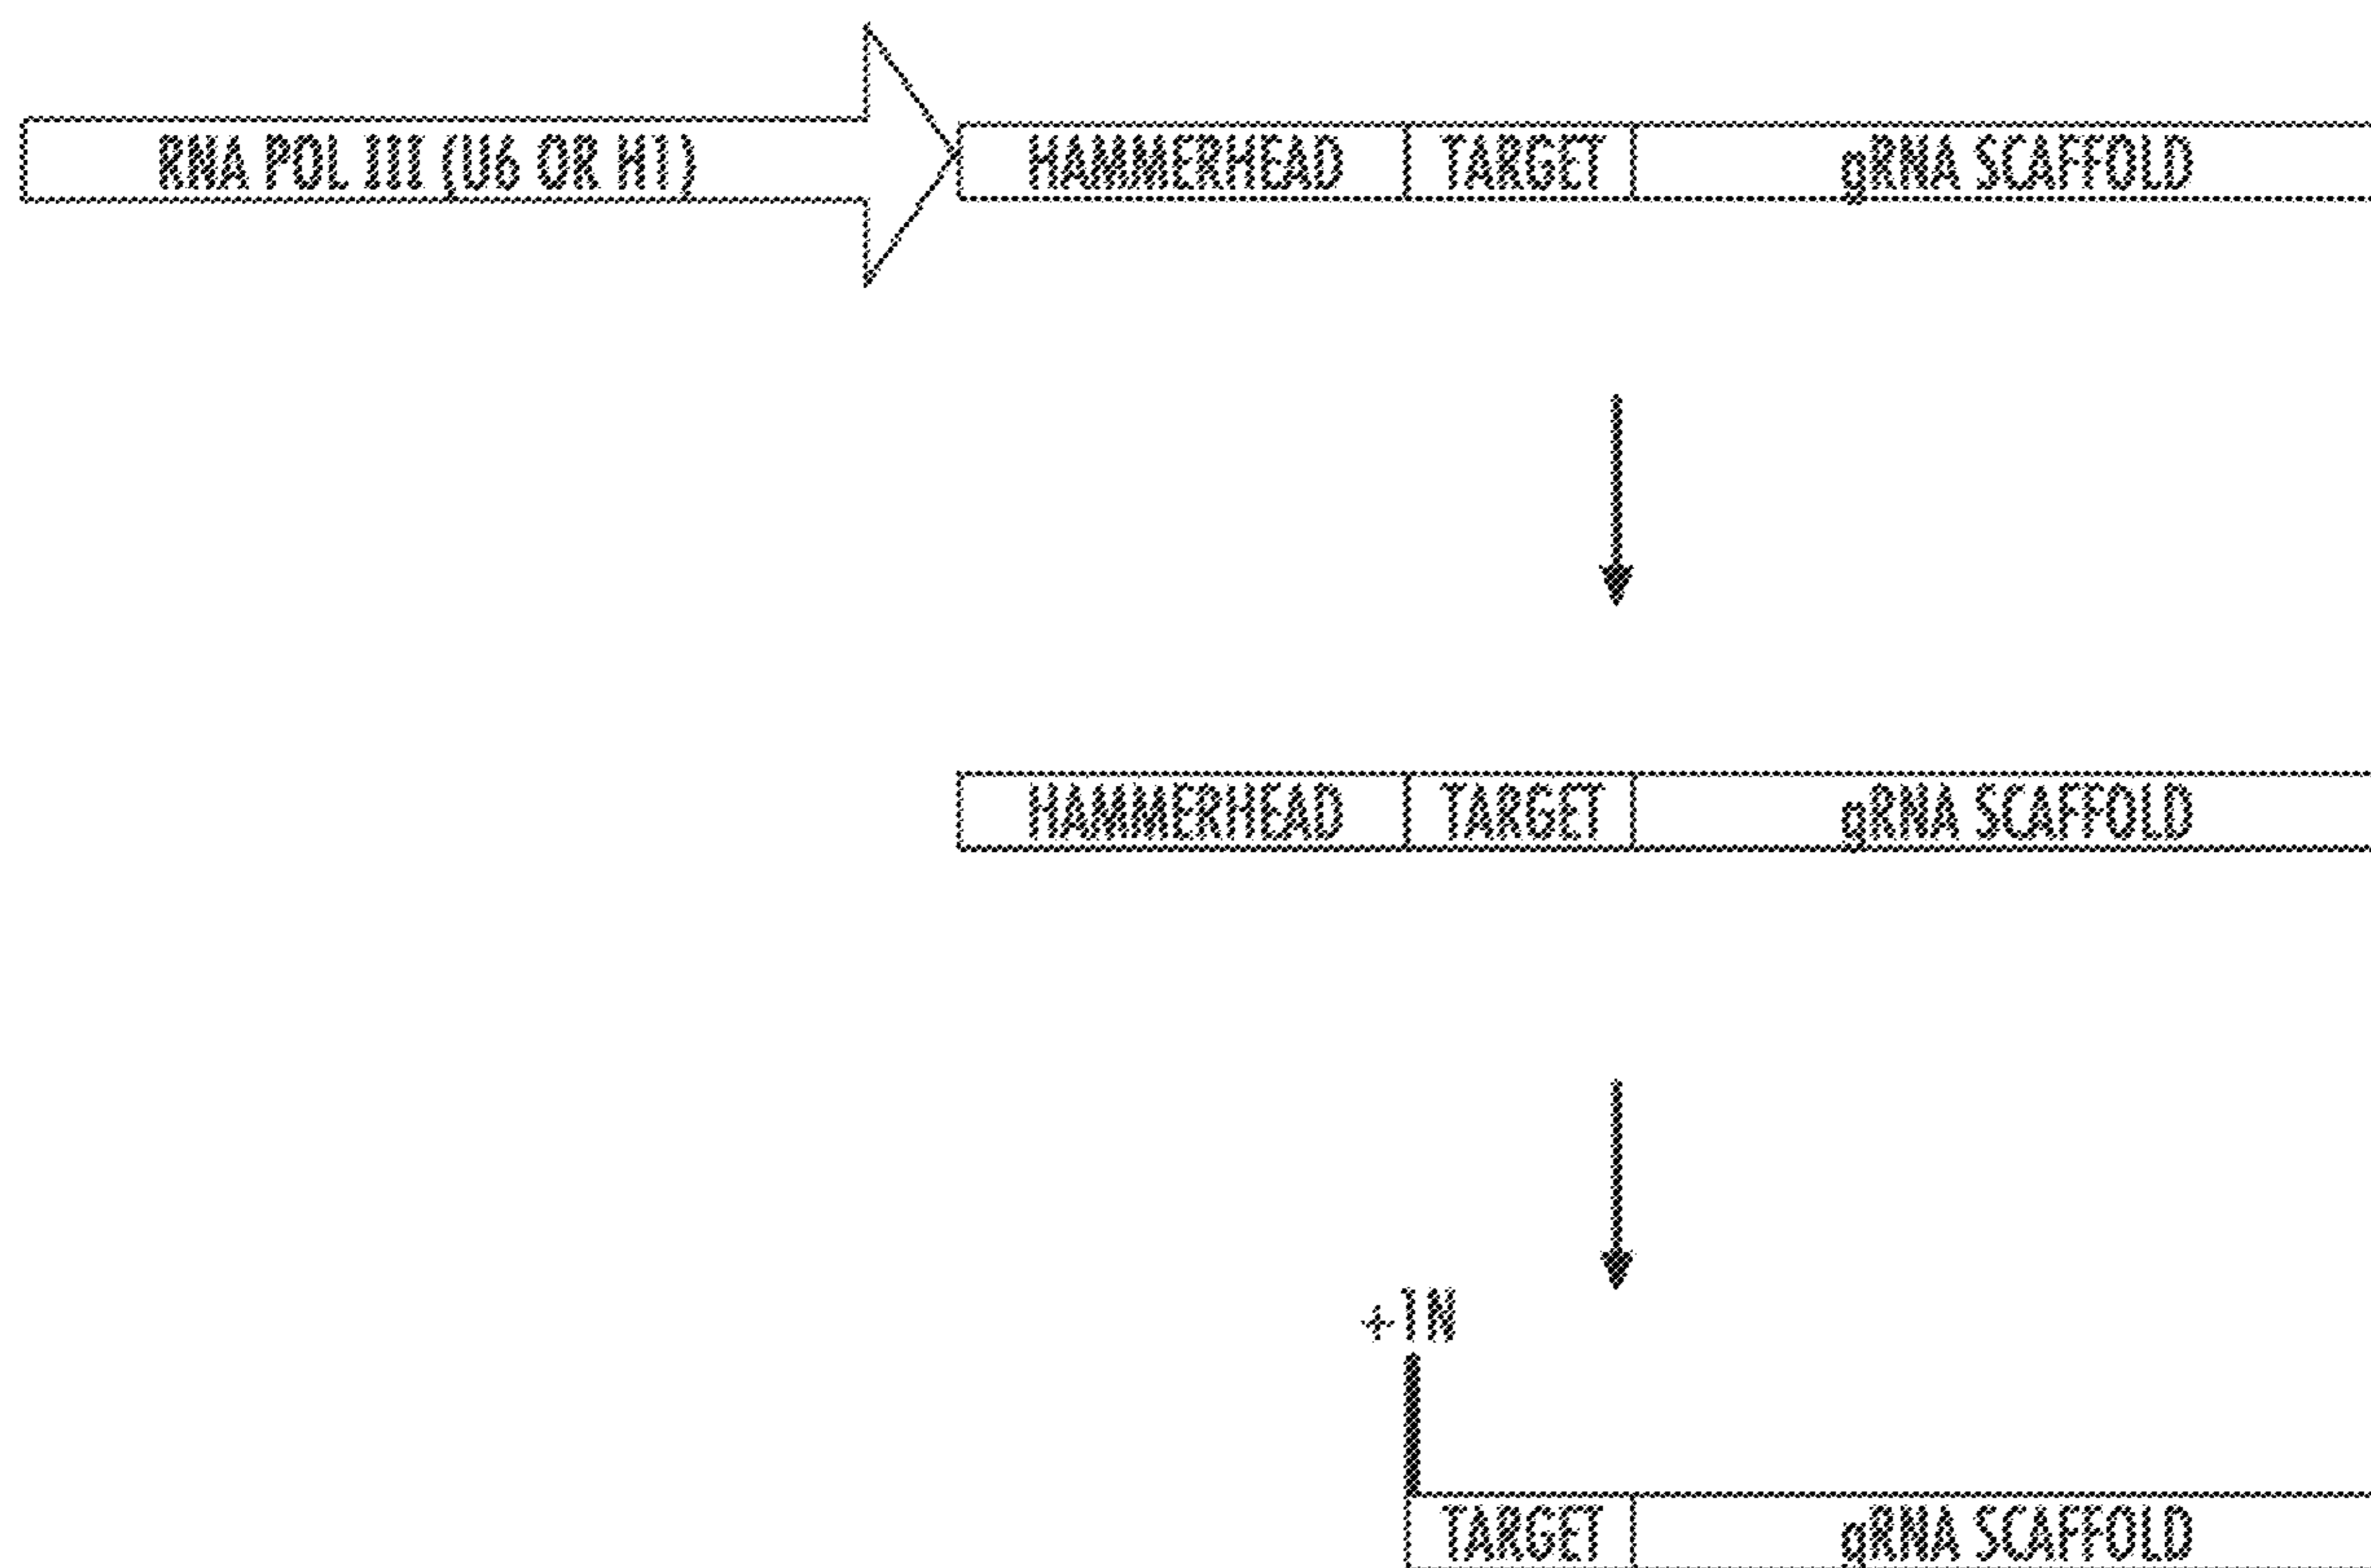 RNA POL III (U6 OR H1) HAMMERHEAD TARGET gRNA SCAFFOLD
HAMMERHEAD TARGET gRNA SCAFFOLD
+1N
TARGET gRNA SCAFFOLD